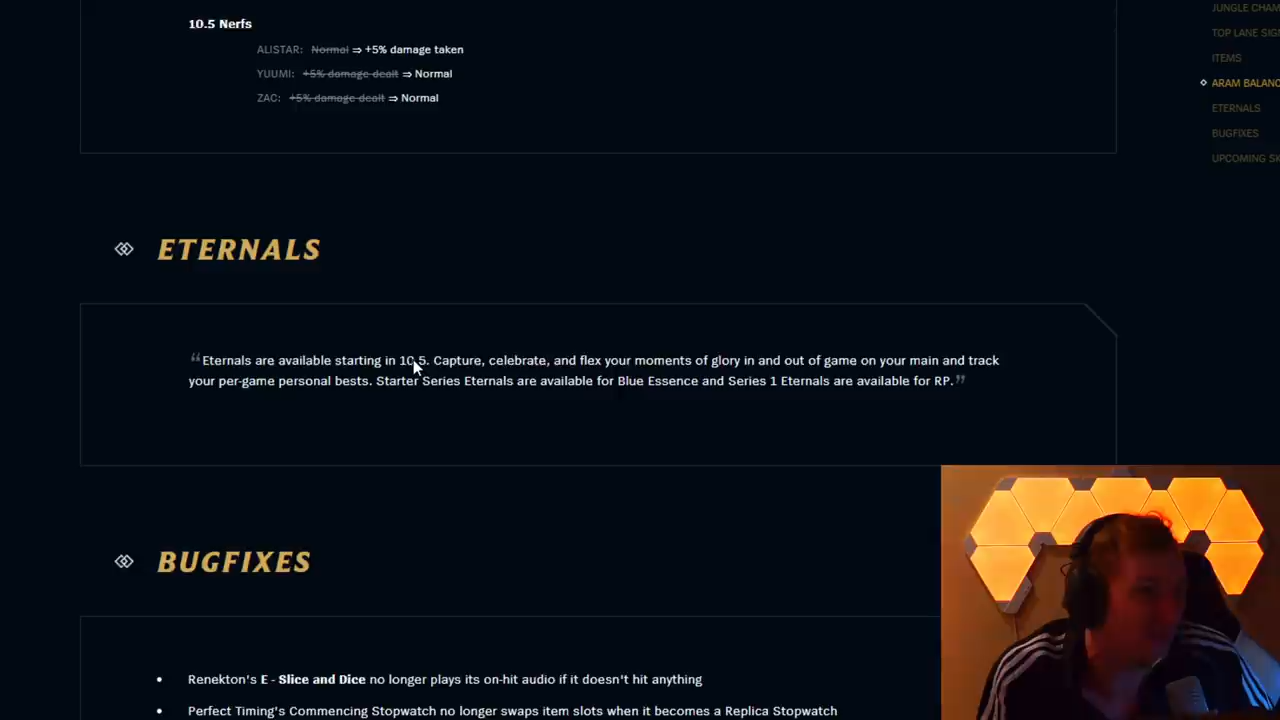 10.5 Nerfs
ALISTAR: Normal ⇒ +5% damage taken
YUUMI: +5% damage dealt ⇒ Normal
ZAC: +5% damage dealt ⇒ Normal
ETERNALS
“Eternals are available starting in 10.5. Capture, celebrate, and flex your moments of glory in and out of game on your main and track
your per-game personal bests. Starter Series Eternals are available for Blue Essence and Series 1 Eternals are available for RP.”
BUGFIXES
• Renekton's E - Slice and Dice no longer plays its on-hit audio if it doesn't hit anything
• Perfect Timing's Commencing Stopwatch no longer swaps item slots when it becomes a Replica Stopwatch
JUNGLE CHAM
TOP LANE SIG
ITEMS
ARAM BALANC
ETERNALS
BUGFIXES
UPCOMING SK